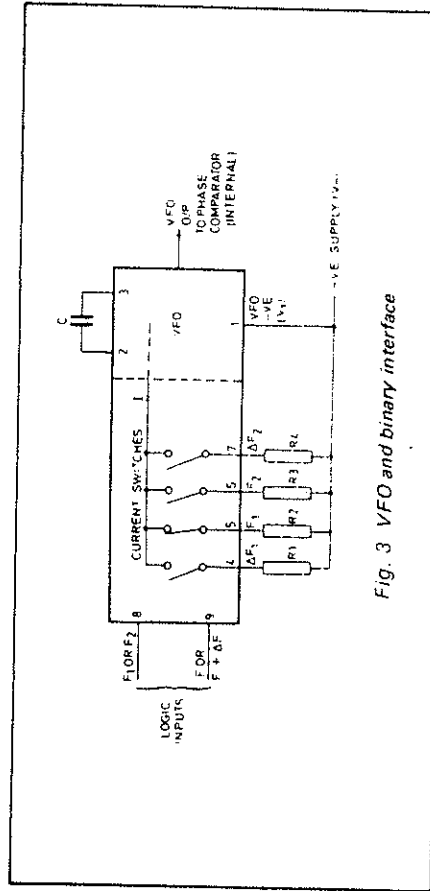 C
2
3
VFO
VFO
O/P
TO PHASE
COMPARATOR
(INTERNAL)
CURRENT SWITCHES
I
F1 OR F2
8
LOGIC
INPUTS
F OR
F + ΔF
9
4
5
5
7
1
ΔF1
F1
F2
ΔF2
VFO
-VE
R1
R2
R3
R4
-VE SUPPLY
Fig. 3 VFO and binary interface